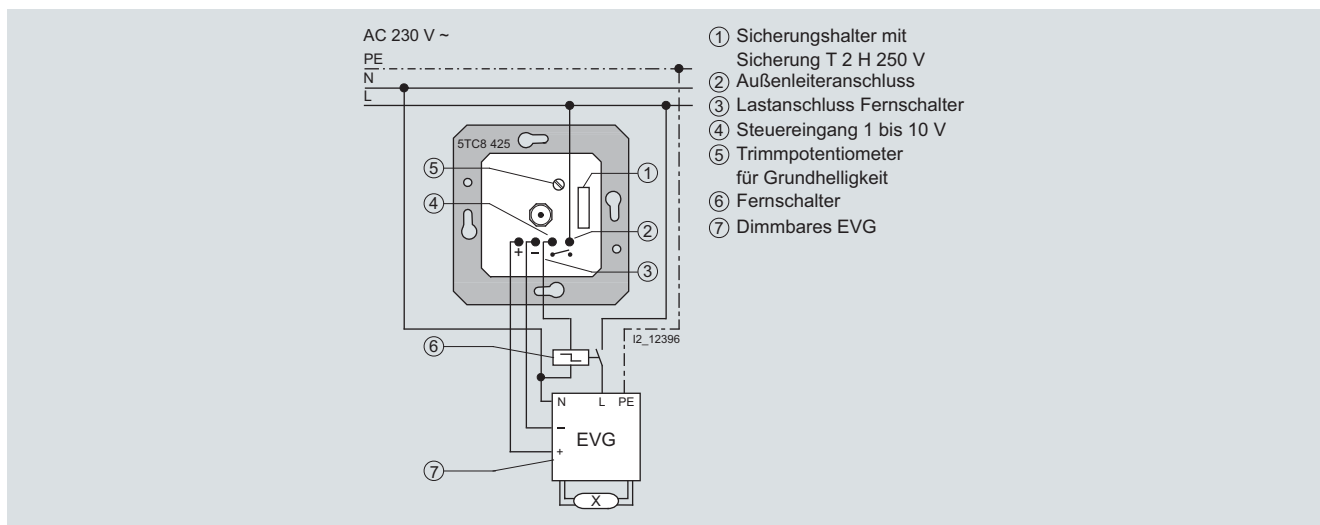 AC 230 V ~
PE
N
L
5TC8 425
5
4
1
2
3
+ −
I2_12396
6
N L PE
−
EVG
+
7
X
1 Sicherungshalter mit
Sicherung T 2 H 250 V
2 Außenleiteranschluss
3 Lastanschluss Fernschalter
4 Steuereingang 1 bis 10 V
5 Trimmpotentiometer
für Grundhelligkeit
6 Fernschalter
7 Dimmbares EVG